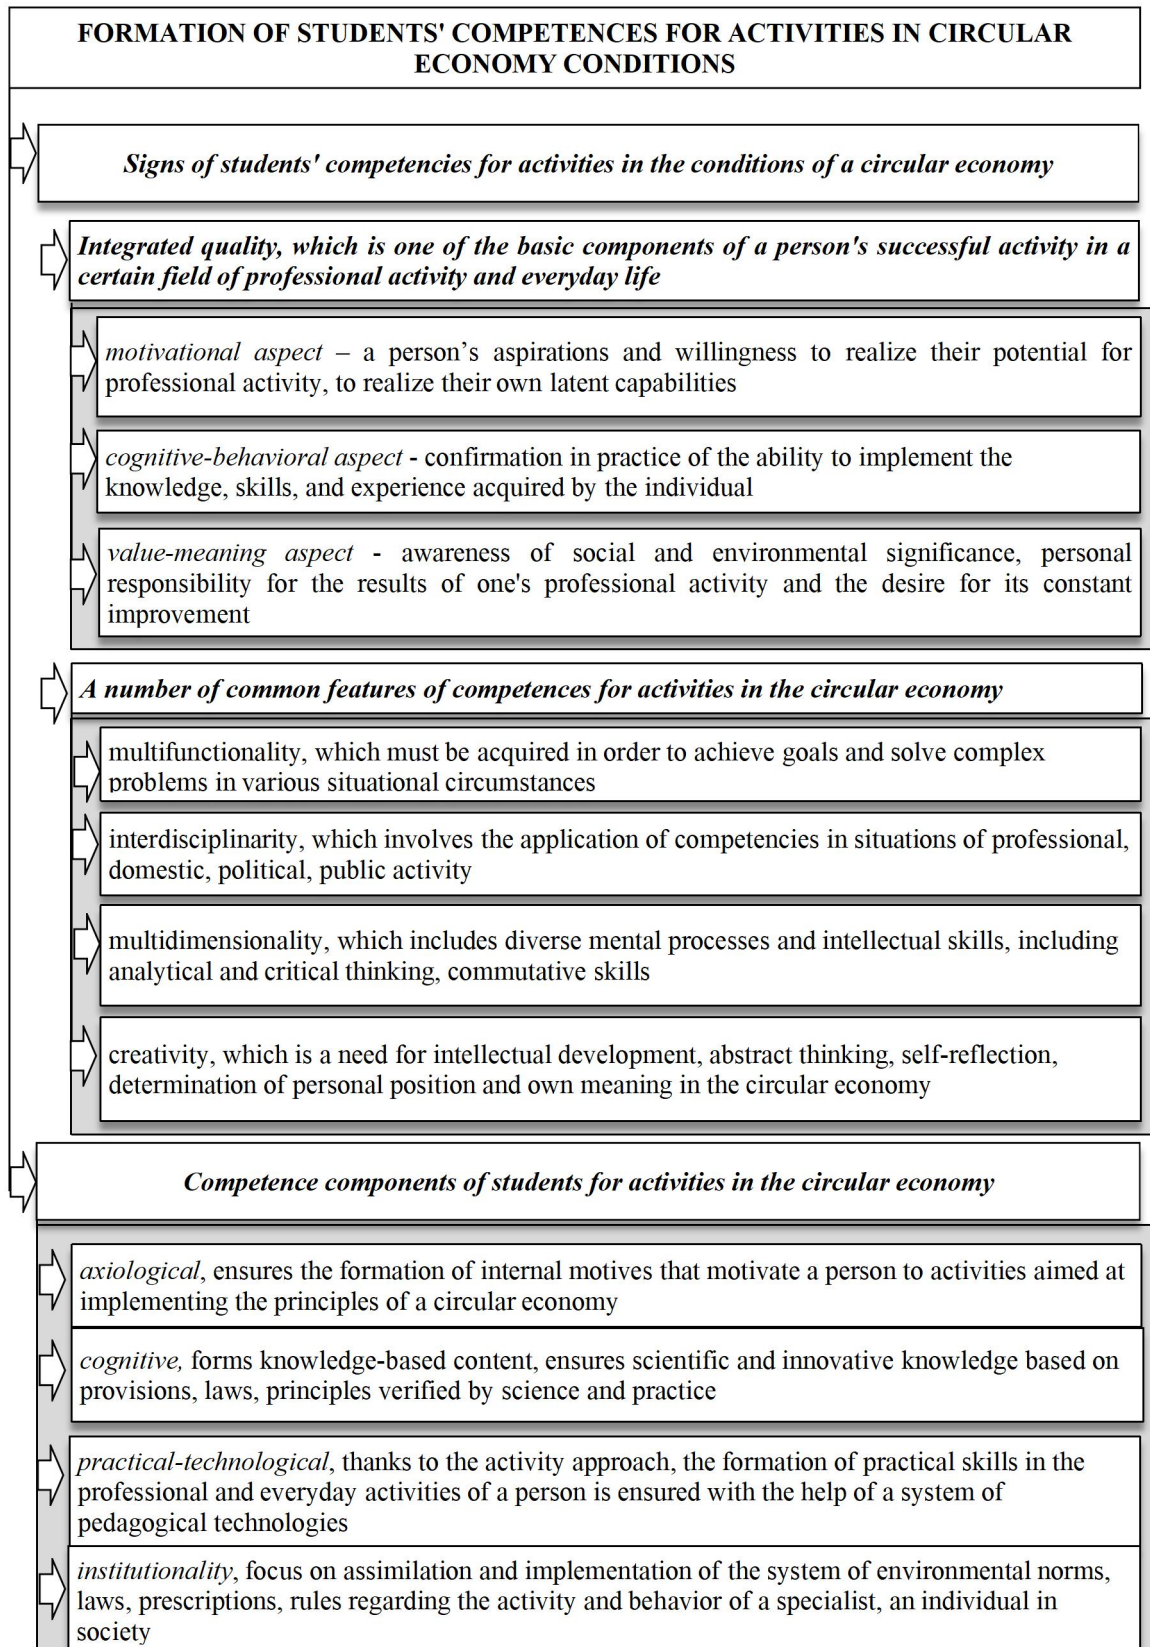 FORMATION OF STUDENTS' COMPETENCES FOR ACTIVITIES IN CIRCULAR
ECONOMY CONDITIONS
Signs of students' competencies for activities in the conditions of a circular economy
Integrated quality, which is one of the basic components of a person's successful activity in a
certain field of professional activity and everyday life
motivational aspect – a person’s aspirations and willingness to realize their potential for
professional activity, to realize their own latent capabilities
cognitive-behavioral aspect - confirmation in practice of the ability to implement the
knowledge, skills, and experience acquired by the individual
value-meaning aspect - awareness of social and environmental significance, personal
responsibility for the results of one's professional activity and the desire for its constant
improvement
A number of common features of competences for activities in the circular economy
multifunctionality, which must be acquired in order to achieve goals and solve complex
problems in various situational circumstances
interdisciplinarity, which involves the application of competencies in situations of professional,
domestic, political, public activity
multidimensionality, which includes diverse mental processes and intellectual skills, including
analytical and critical thinking, commutative skills
creativity, which is a need for intellectual development, abstract thinking, self-reflection,
determination of personal position and own meaning in the circular economy
Competence components of students for activities in the circular economy
axiological, ensures the formation of internal motives that motivate a person to activities aimed at
implementing the principles of a circular economy
cognitive, forms knowledge-based content, ensures scientific and innovative knowledge based on
provisions, laws, principles verified by science and practice
practical-technological, thanks to the activity approach, the formation of practical skills in the
professional and everyday activities of a person is ensured with the help of a system of
pedagogical technologies
institutionality, focus on assimilation and implementation of the system of environmental norms,
laws, prescriptions, rules regarding the activity and behavior of a specialist, an individual in
society